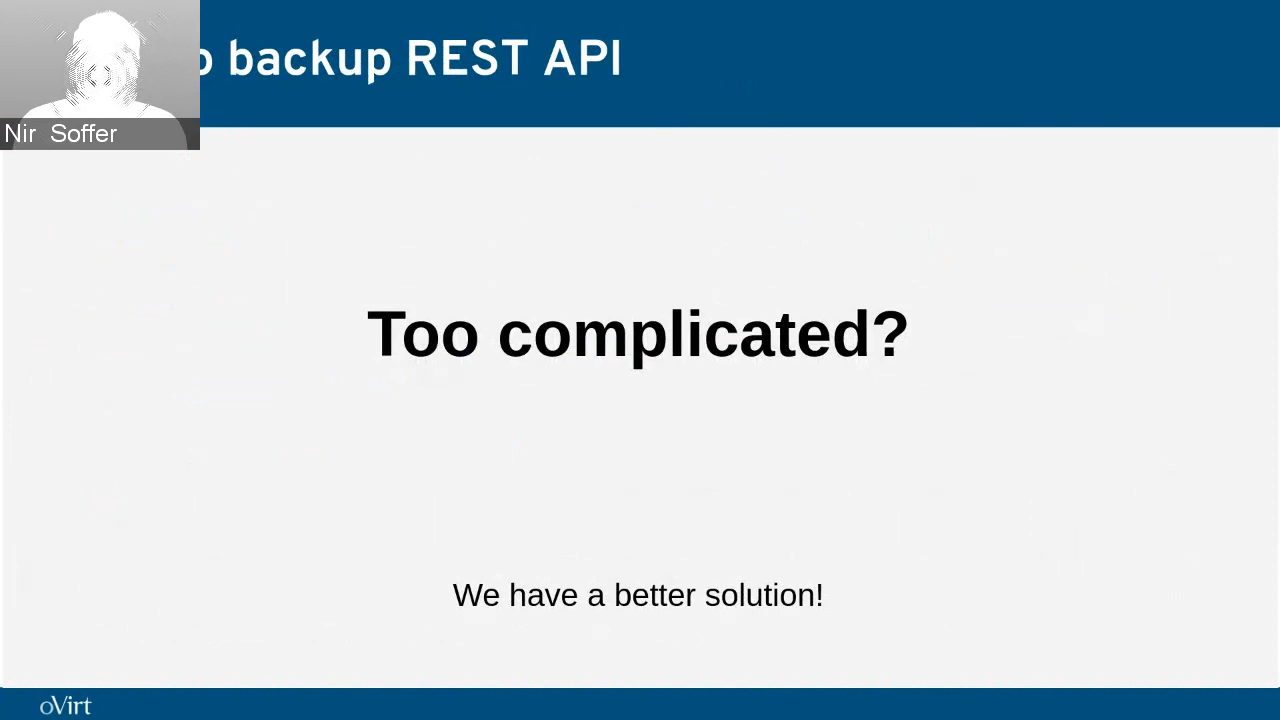 backup REST API
Nir Soffer
Too complicated?
We have a better solution!
oVirt